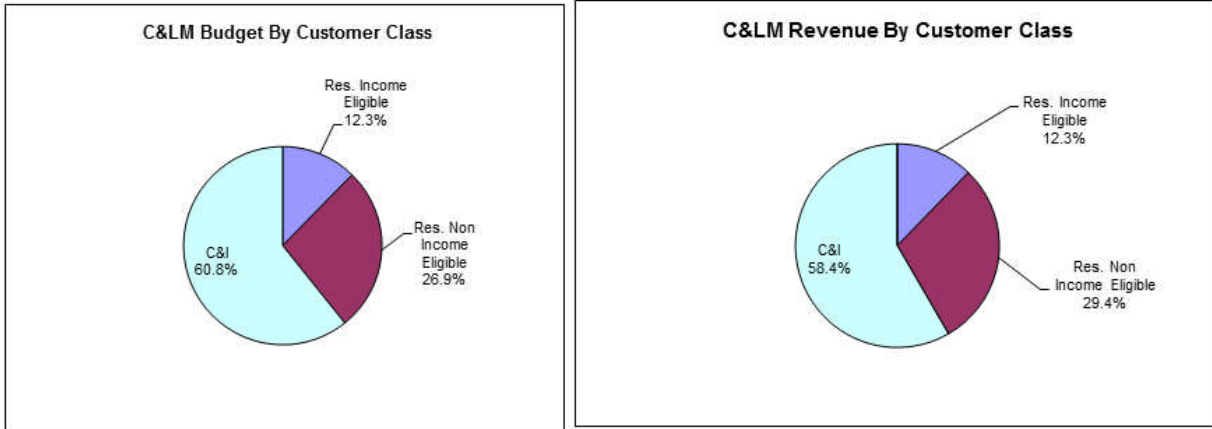 C&LM Budget By Customer Class
Res. Income
Eligible
12.3%
Res. Non
Income
Eligible
26.9%
C&I
60.8%
C&LM Revenue By Customer Class
Res. Income
Eligible
12.3%
Res. Non
Income Eligible
29.4%
C&I
58.4%